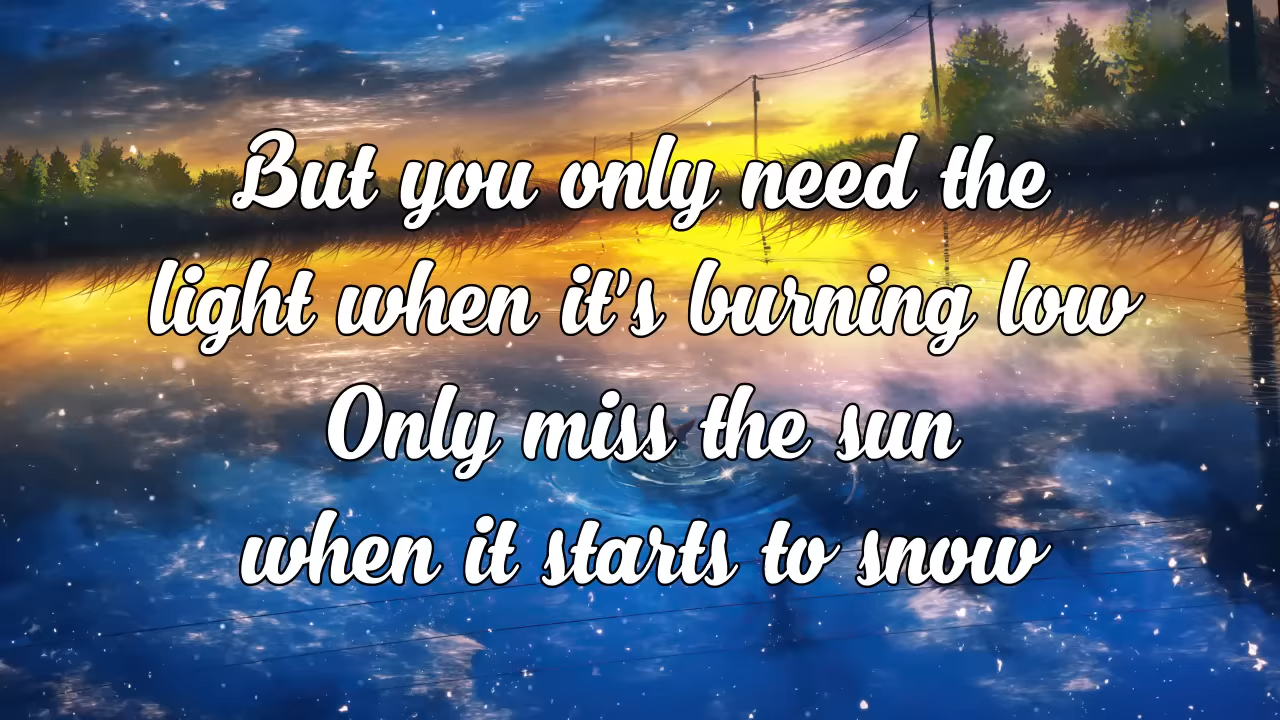 But you only need the
light when it's burning low
Only miss the sun
when it starts to snow